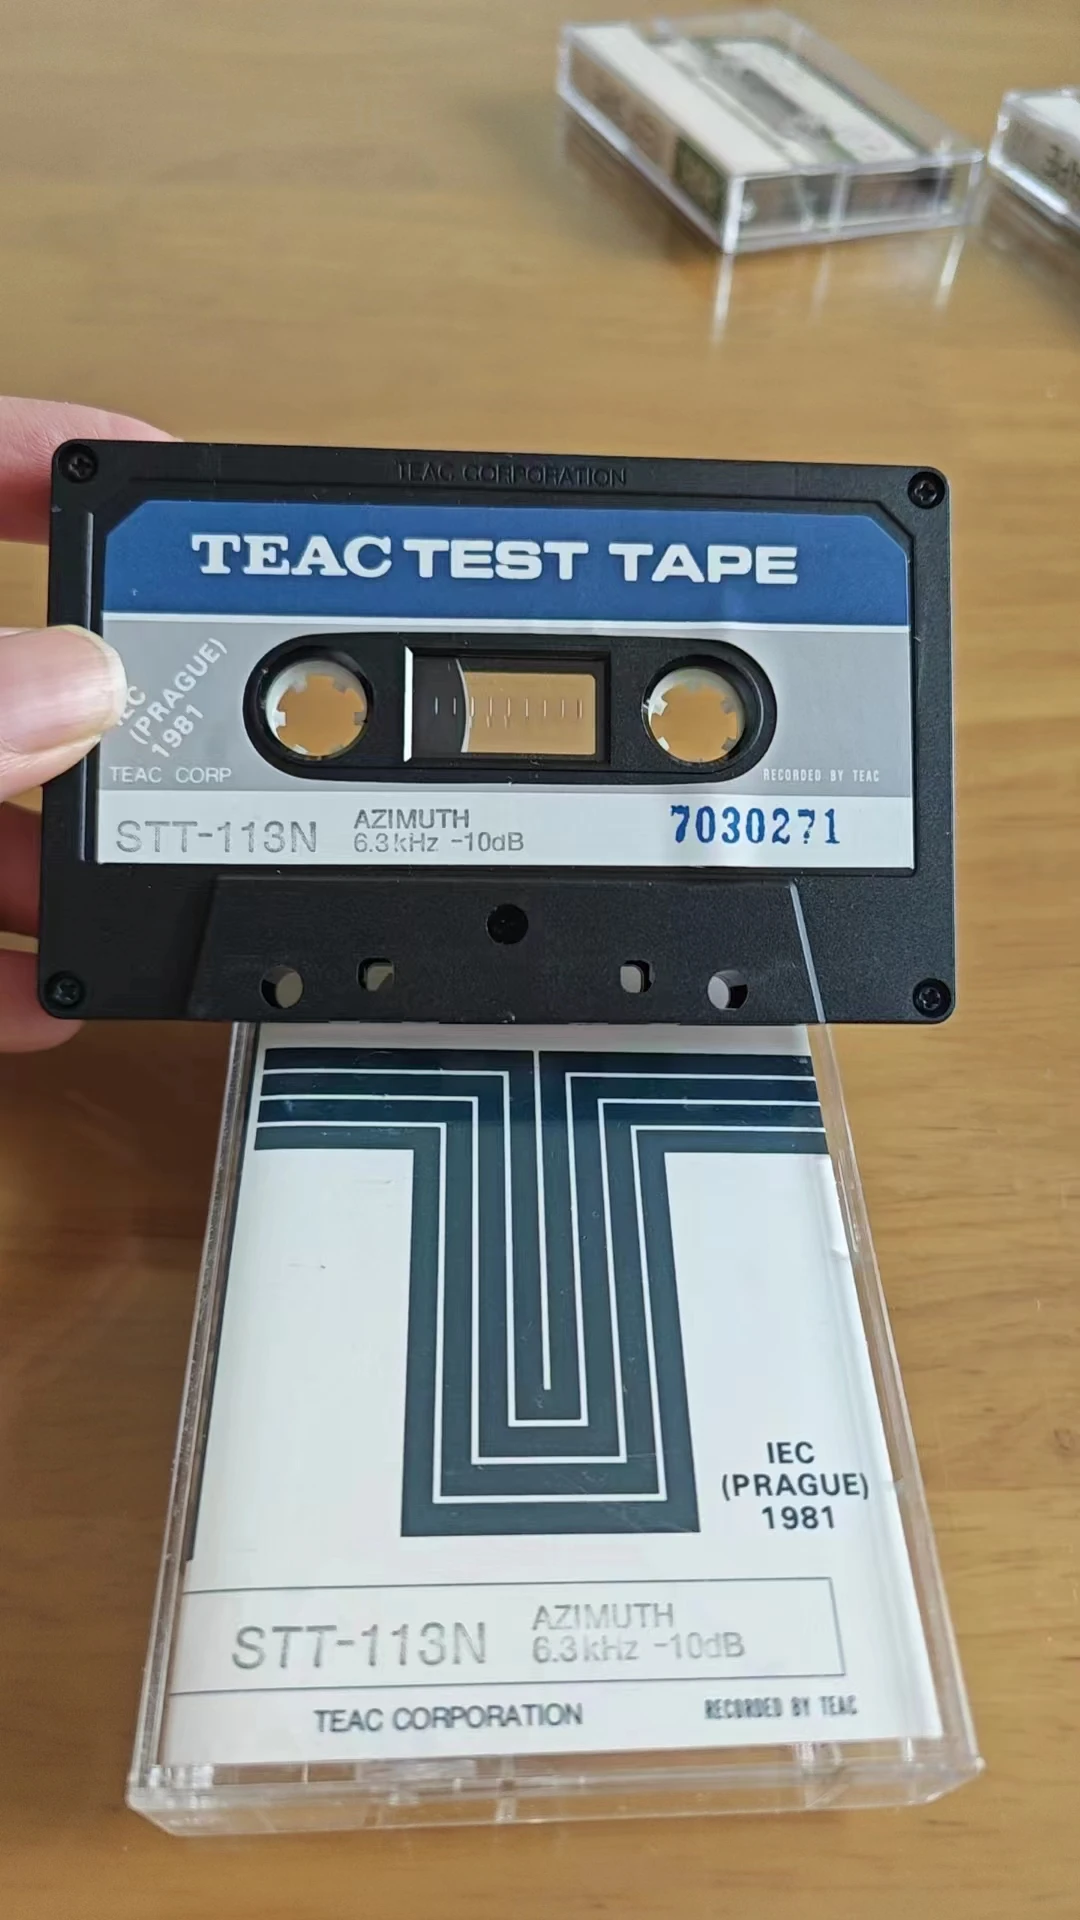 TEAC CORPORATION
TEAC TEST TAPE
IEC
(PRAGUE)
1981
TEAC CORP
RECORDED BY TEAC
STT-113N
AZIMUTH
6.3kHz -10dB
7030271
IEC
(PRAGUE)
1981
STT-113N
AZIMUTH
6.3kHz -10dB
TEAC CORPORATION
RECORDED BY TEAC